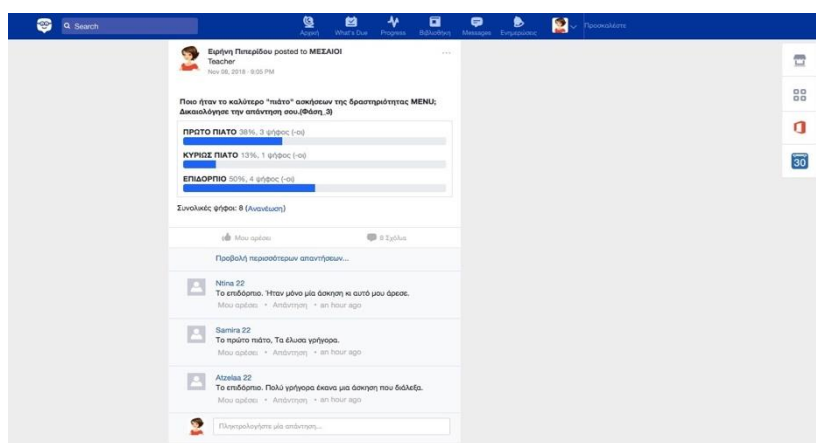 Search
Αρχική
What's Due
Progress
Βιβλιοθήκη
Messages
Ενημερώσεις
Προσκαλέστε
Ειρήνη Πιπερίδου posted to ΜΕΣΑΙΟΙ
Teacher
Nov 08, 2018 · 9:05 PM
Ποιο ήταν το καλύτερο "πιάτο" ασκήσεων της δραστηριότητας MENU;
Δικαιολόγησε την απάντηση σου.(Φάση_3)
ΠΡΩΤΟ ΠΙΑΤΟ 38%, 3 ψήφος (-οι)
ΚΥΡΙΩΣ ΠΙΑΤΟ 13%, 1 ψήφος (-οι)
ΕΠΙΔΟΡΠΙΟ 50%, 4 ψήφος (-οι)
Συνολικές ψήφοι: 8 (Ανανέωση)
Μου αρέσει
8 Σχόλια
Προβολή περισσότερων απαντήσεων...
Ntina 22
Το επιδόρπιο. Ήταν μόνο μία άσκηση κι αυτό μου άρεσε.
Μου αρέσει • Απάντηση • an hour ago
Samira 22
Το πρώτο πιάτο, Τα έλυσα γρήγορα.
Μου αρέσει • Απάντηση • an hour ago
Atzelaa 22
Το επιδόρπιο. Πολύ γρήγορα έκανα μια άσκηση που διάλεξα.
Μου αρέσει • Απάντηση • an hour ago
Πληκτρολογήστε μία απάντηση...
30